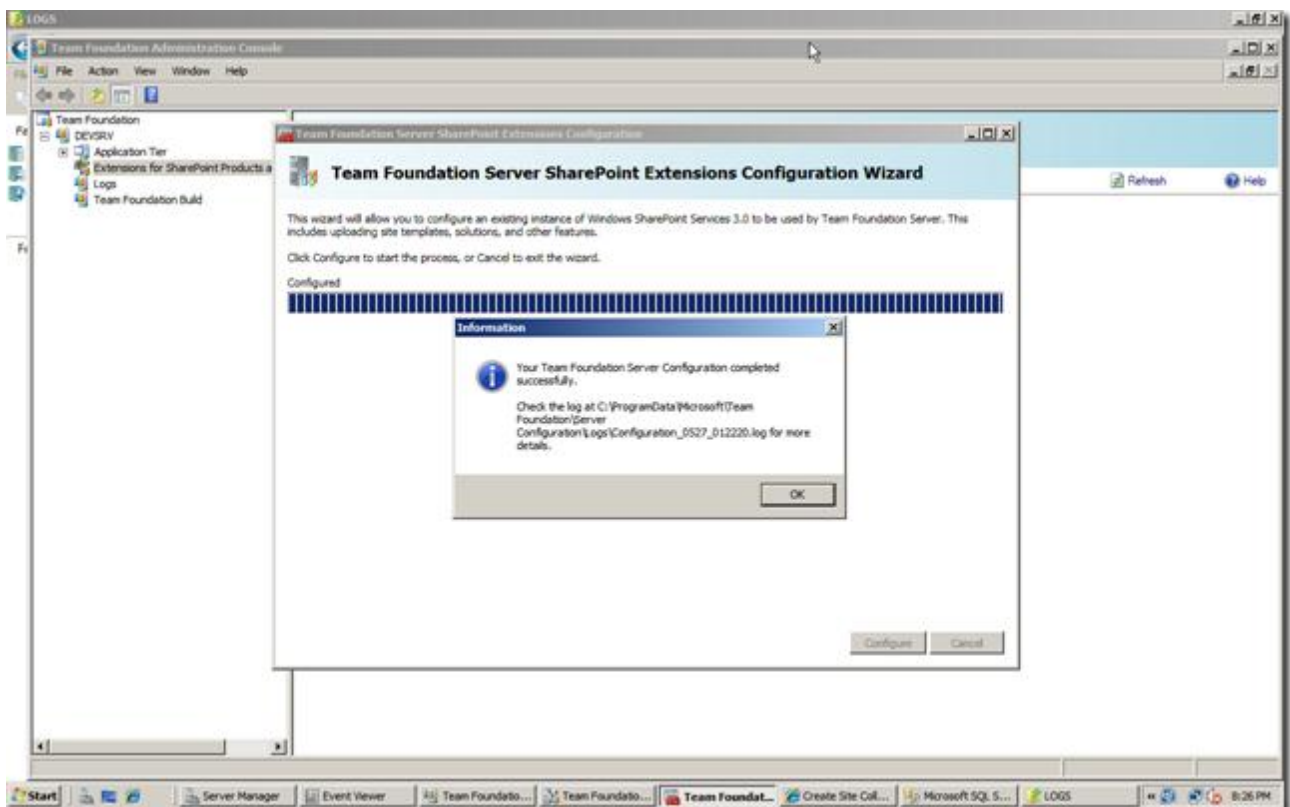 LOGS
Team Foundation Administration Console
File Action View Window Help
Team Foundation
DEVSRV
Application Tier
Extensions for SharePoint Products a
Logs
Team Foundation Build
Team Foundation Server SharePoint Extensions Configuration
Team Foundation Server SharePoint Extensions Configuration Wizard
Refresh Help
This wizard will allow you to configure an existing instance of Windows SharePoint Services 3.0 to be used by Team Foundation Server. This
includes uploading site templates, solutions, and other features.
Click Configure to start the process, or Cancel to exit the wizard.
Configured
Information
Your Team Foundation Server Configuration completed
successfully.
Check the log at C:\ProgramData\Microsoft\Team
Foundation\Server
Configuration\Logs\Configuration_0527_012220.log for more
details.
OK
Configure Cancel
Start Server Manager Event Viewer Team Foundatio... Team Foundatio... Team Foundat... Create Site Col... Microsoft SQL S... LOGS 8:26 PM